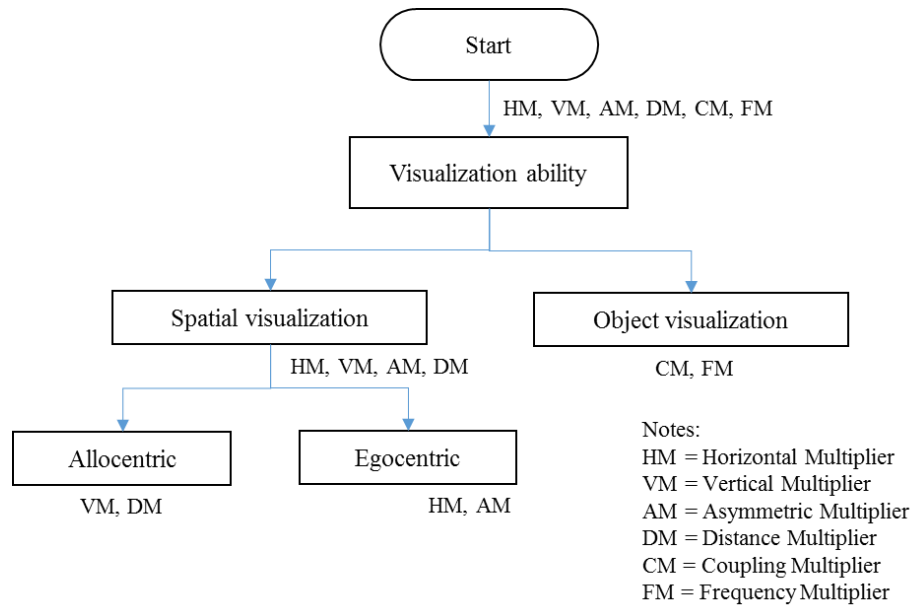 Start
HM, VM, AM, DM, CM, FM
Visualization ability
Spatial visualization
Object visualization
HM, VM, AM, DM
CM, FM
Allocentric
Egocentric
VM, DM
HM, AM
Notes:
HM = Horizontal Multiplier
VM = Vertical Multiplier
AM = Asymmetric Multiplier
DM = Distance Multiplier
CM = Coupling Multiplier
FM = Frequency Multiplier